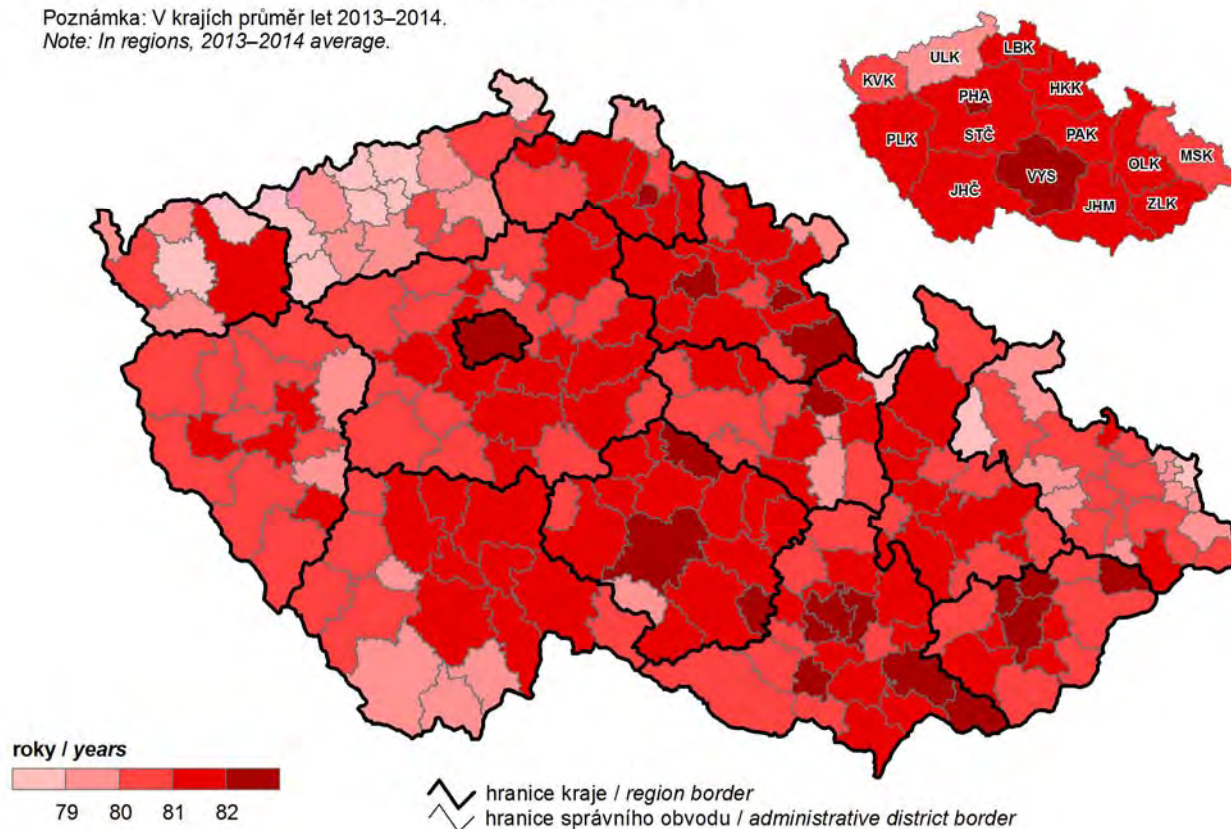 Poznámka: V krajích průměr let 2013–2014.
Note: In regions, 2013–2014 average.
KVK
ULK
LBK
HKK
PHA
PLK
STČ
PAK
MSK
OLK
VYS
JHČ
JHM
ZLK
roky / years
79 80 81 82
hranice kraje / region border
hranice správního obvodu / administrative district border